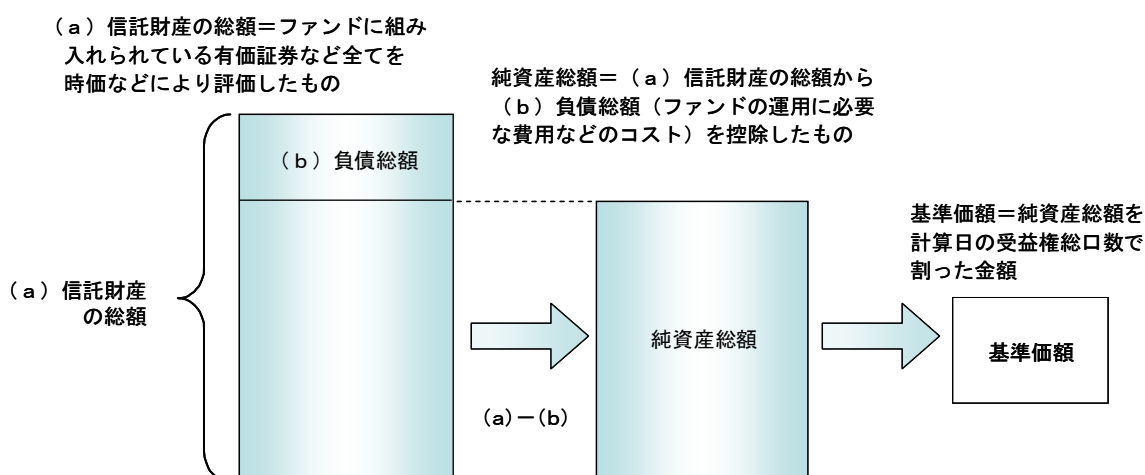 （ａ）信託財産の総額＝ファンドに組み
入れられている有価証券など全てを
時価などにより評価したもの
純資産総額＝（ａ）信託財産の総額から
（ｂ）負債総額（ファンドの運用に必要
な費用などのコスト）を控除したもの
（ｂ）負債総額
基準価額＝純資産総額を
計算日の受益権総口数で
割った金額
（ａ）信託財産
の総額
純資産総額
基準価額
(a)－(b)